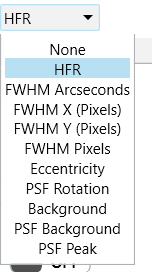 HFR
None
HFR
FWHM Arcseconds
FWHM X (Pixels)
FWHM Y (Pixels)
FWHM Pixels
Eccentricity
PSF Rotation
Background
PSF Background
PSF Peak